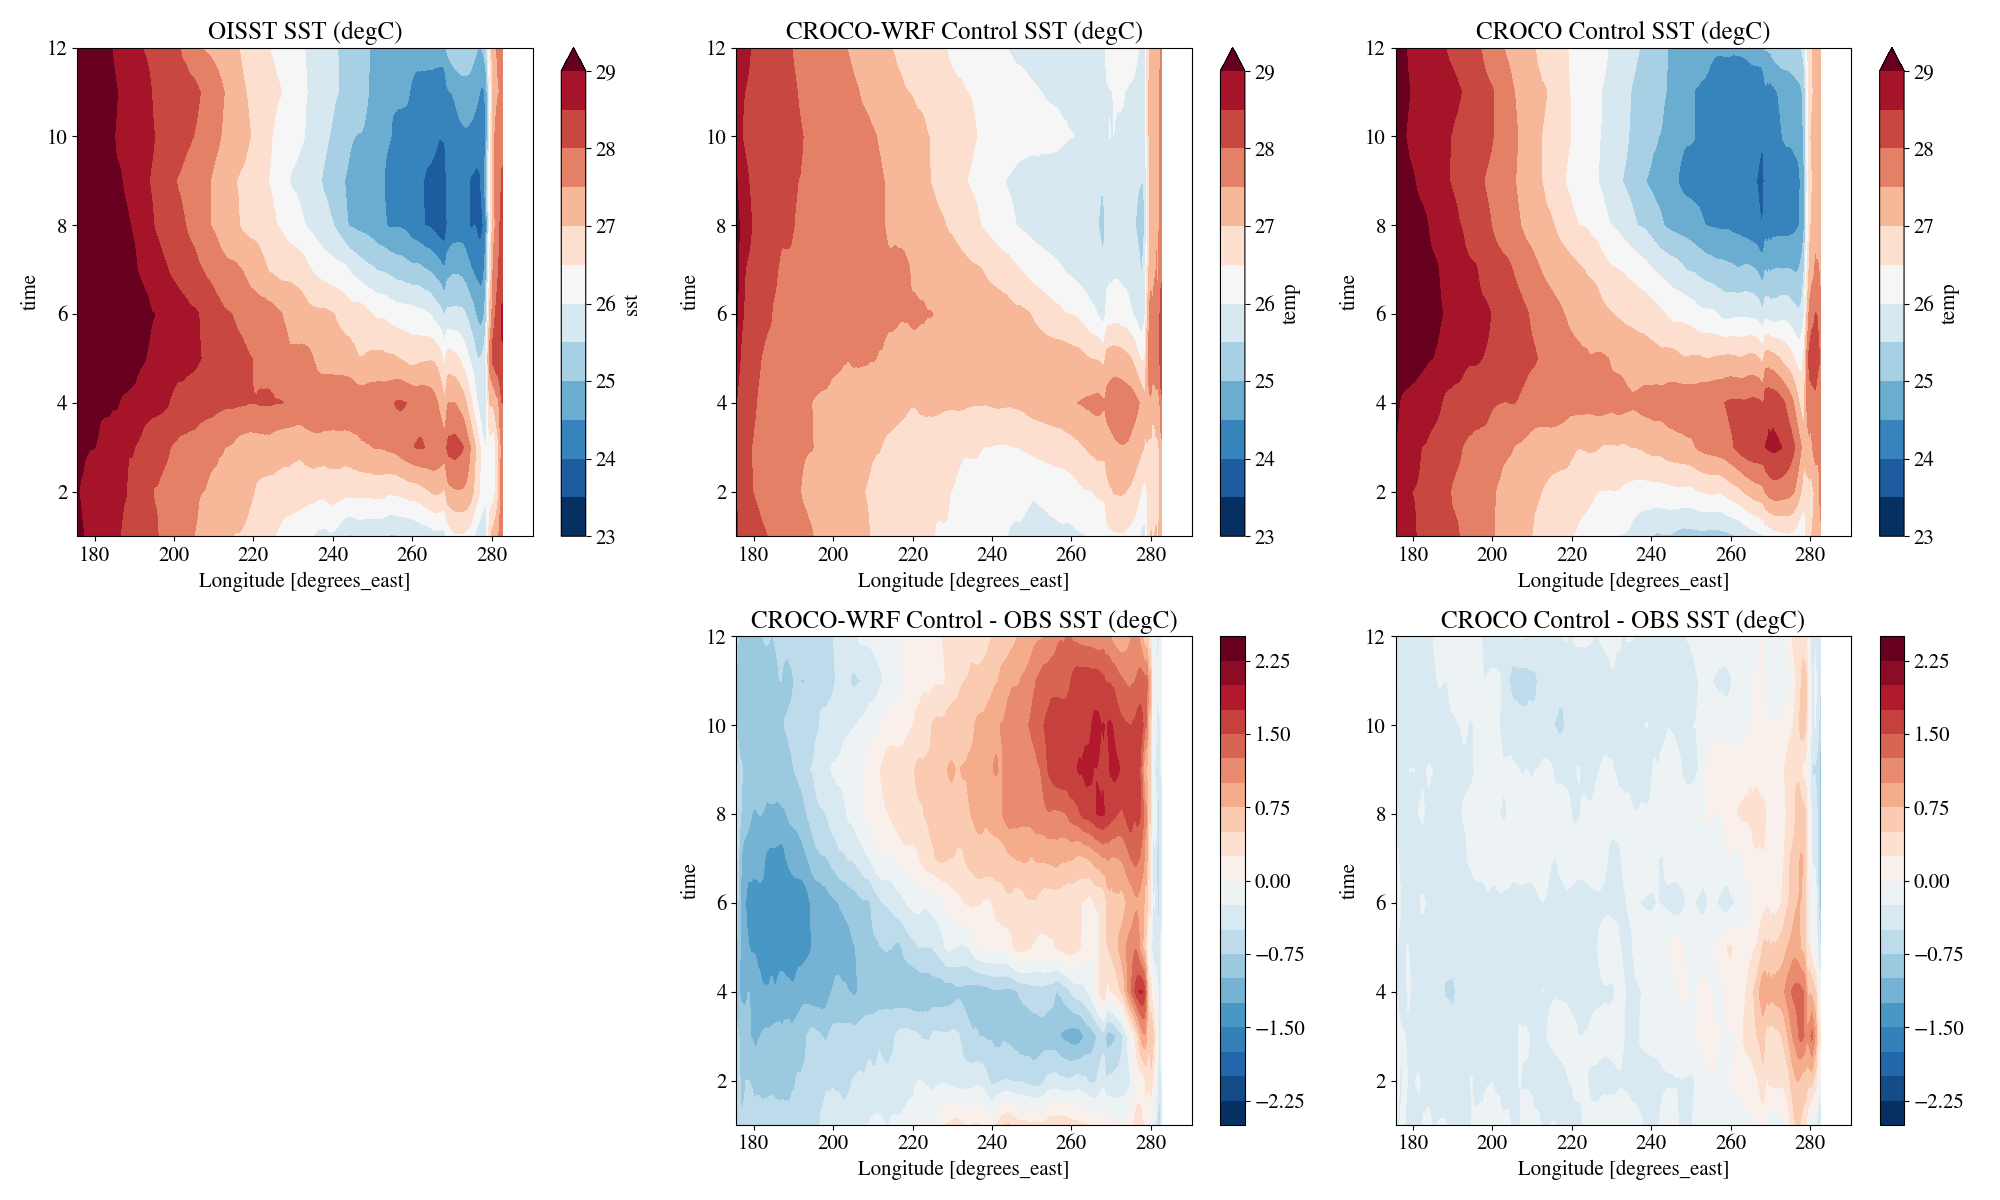 OISST SST (degC)
12
10
8
6
4
2
time
180 200 220 240 260 280
Longitude [degrees_east]
29
28
27
26
25
24
23
sst
CROCO-WRF Control SST (degC)
12
10
8
6
4
2
time
180 200 220 240 260 280
Longitude [degrees_east]
29
28
27
26
25
24
23
temp
CROCO Control SST (degC)
12
10
8
6
4
2
time
180 200 220 240 260 280
Longitude [degrees_east]
29
28
27
26
25
24
23
temp
CROCO-WRF Control - OBS SST (degC)
12
10
8
6
4
2
time
180 200 220 240 260 280
Longitude [degrees_east]
2.25
1.50
0.75
0.00
−0.75
−1.50
−2.25
CROCO Control - OBS SST (degC)
12
10
8
6
4
2
time
180 200 220 240 260 280
Longitude [degrees_east]
2.25
1.50
0.75
0.00
−0.75
−1.50
−2.25